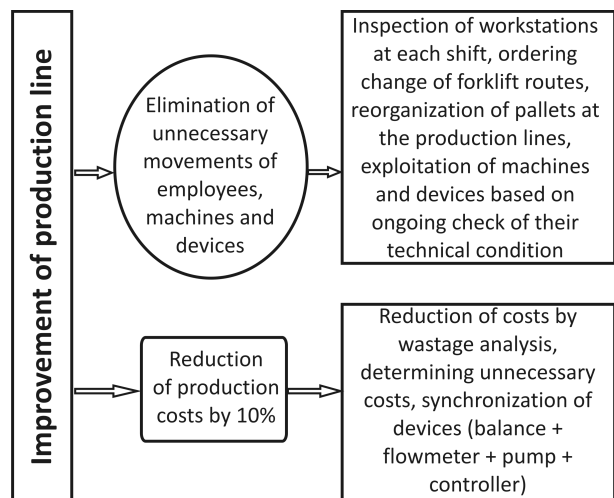 Improvement of production line
Elimination of
unnecessary
movements of
employees,
machines and
devices
Inspection of workstations
at each shift, ordering
change of forklift routes,
reorganization of pallets at
the production lines,
exploitation of machines
and devices based on
ongoing check of their
technical condition
Reduction
of production
costs by 10%
Reduction of costs by
wastage analysis,
determining unnecessary
costs, synchronization of
devices (balance +
flowmeter + pump +
controller)